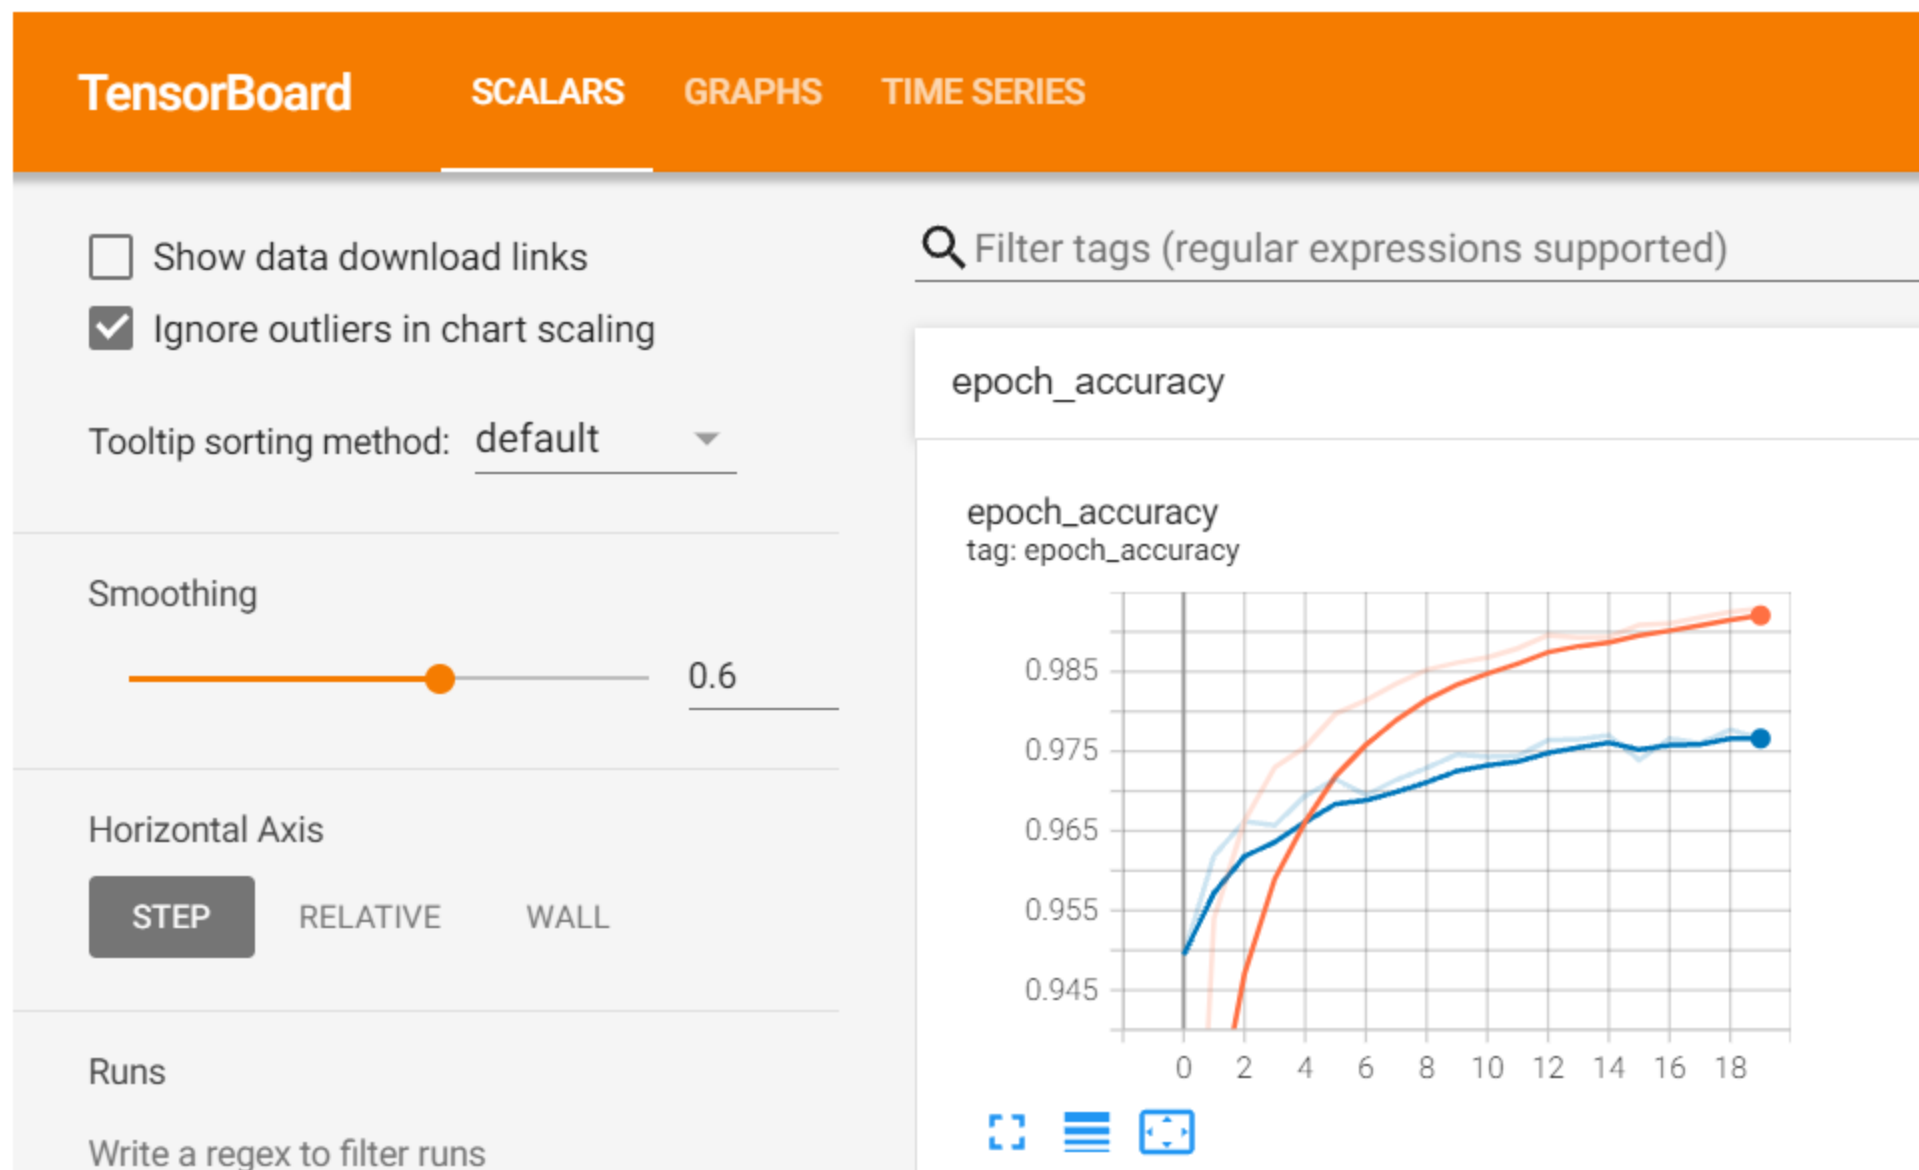 TensorBoard SCALARS GRAPHS TIME SERIES
Show data download links
Ignore outliers in chart scaling
Tooltip sorting method: default
Smoothing
0.6
Horizontal Axis
STEP RELATIVE WALL
Runs
Write a regex to filter runs
Filter tags (regular expressions supported)
epoch_accuracy
epoch_accuracy
tag: epoch_accuracy
0.985
0.975
0.965
0.955
0.945
0 2 4 6 8 10 12 14 16 18